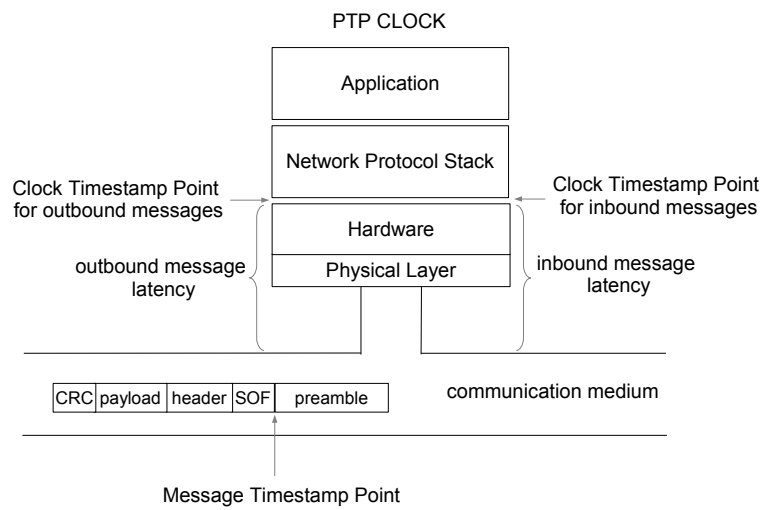 PTP CLOCK
Application
Network Protocol Stack
Clock Timestamp Point
for outbound messages
Clock Timestamp Point
for inbound messages
Hardware
Physical Layer
outbound message
latency
inbound message
latency
communication medium
CRC payload header SOF preamble
Message Timestamp Point